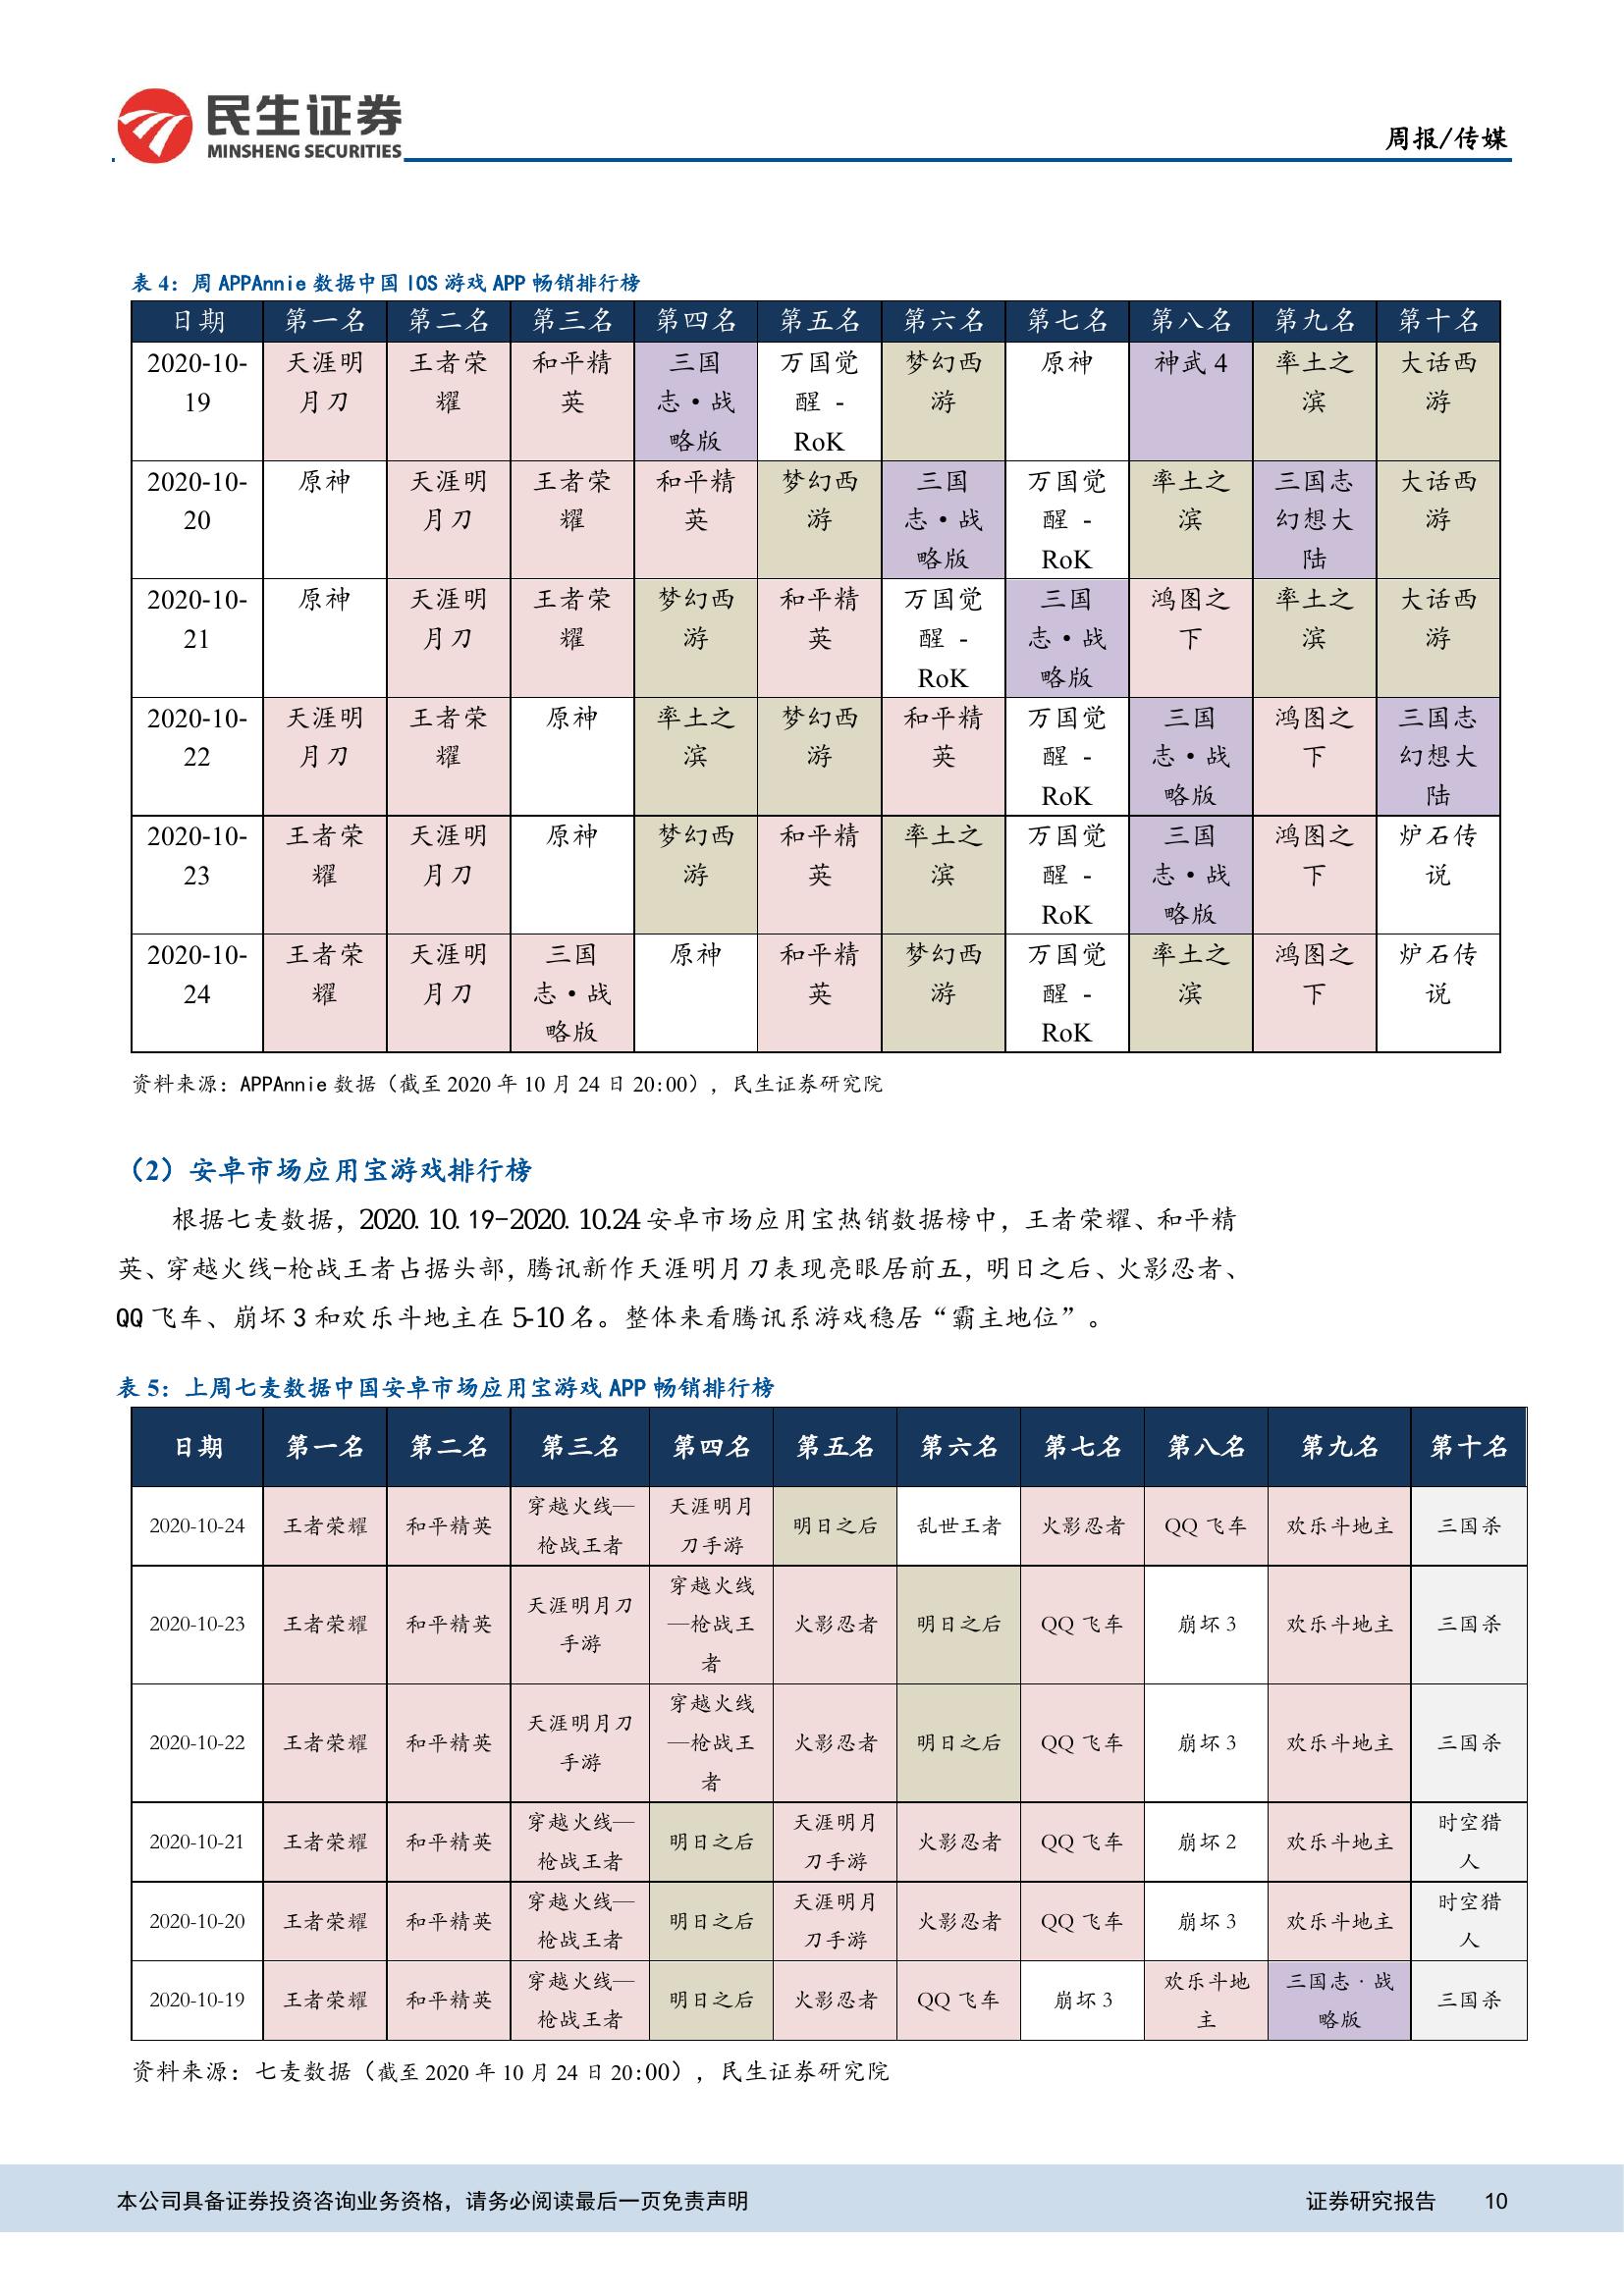 民生证券
MINSHENG SECURITIES
周报/传媒
表 4：周 APPAnnie 数据中国 IOS 游戏 APP 畅销排行榜
日期 第一名 第二名 第三名 第四名 第五名 第六名 第七名 第八名 第九名 第十名
2020-10-19 天涯明月刀 王者荣耀 和平精英 三国志·战略版 万国觉醒 - RoK 梦幻西游 原神 神武 4 率土之滨 大话西游
2020-10-20 原神 天涯明月刀 王者荣耀 和平精英 梦幻西游 三国志·战略版 万国觉醒 - RoK 率土之滨 三国志幻想大陆 大话西游
2020-10-21 原神 天涯明月刀 王者荣耀 梦幻西游 和平精英 万国觉醒 - RoK 三国志·战略版 鸿图之下 率土之滨 大话西游
2020-10-22 天涯明月刀 王者荣耀 原神 率土之滨 梦幻西游 和平精英 万国觉醒 - RoK 三国志·战略版 鸿图之下 三国志幻想大陆
2020-10-23 王者荣耀 天涯明月刀 原神 梦幻西游 和平精英 率土之滨 万国觉醒 - RoK 三国志·战略版 鸿图之下 炉石传说
2020-10-24 王者荣耀 天涯明月刀 三国志·战略版 原神 和平精英 梦幻西游 万国觉醒 - RoK 率土之滨 鸿图之下 炉石传说
资料来源：APPAnnie 数据（截至 2020 年 10 月 24 日 20:00），民生证券研究院
（2）安卓市场应用宝游戏排行榜
根据七麦数据，2020.10.19-2020.10.24 安卓市场应用宝热销数据榜中，王者荣耀、和平精
英、穿越火线-枪战王者占据头部，腾讯新作天涯明月刀表现亮眼居前五，明日之后、火影忍者、
QQ 飞车、崩坏 3 和欢乐斗地主在 5-10 名。整体来看腾讯系游戏稳居“霸主地位”。
表 5：上周七麦数据中国安卓市场应用宝游戏 APP 畅销排行榜
日期 第一名 第二名 第三名 第四名 第五名 第六名 第七名 第八名 第九名 第十名
2020-10-24 王者荣耀 和平精英 穿越火线—枪战王者 天涯明月刀手游 明日之后 乱世王者 火影忍者 QQ 飞车 欢乐斗地主 三国杀
2020-10-23 王者荣耀 和平精英 天涯明月刀手游 穿越火线—枪战王者 火影忍者 明日之后 QQ 飞车 崩坏 3 欢乐斗地主 三国杀
2020-10-22 王者荣耀 和平精英 天涯明月刀手游 穿越火线—枪战王者 火影忍者 明日之后 QQ 飞车 崩坏 3 欢乐斗地主 三国杀
2020-10-21 王者荣耀 和平精英 穿越火线—枪战王者 明日之后 天涯明月刀手游 火影忍者 QQ 飞车 崩坏 2 欢乐斗地主 时空猎人
2020-10-20 王者荣耀 和平精英 穿越火线—枪战王者 明日之后 天涯明月刀手游 火影忍者 QQ 飞车 崩坏 3 欢乐斗地主 时空猎人
2020-10-19 王者荣耀 和平精英 穿越火线—枪战王者 明日之后 火影忍者 QQ 飞车 崩坏 3 欢乐斗地主 三国志·战略版 三国杀
资料来源：七麦数据（截至 2020 年 10 月 24 日 20:00），民生证券研究院
本公司具备证券投资咨询业务资格，请务必阅读最后一页免责声明
证券研究报告 10